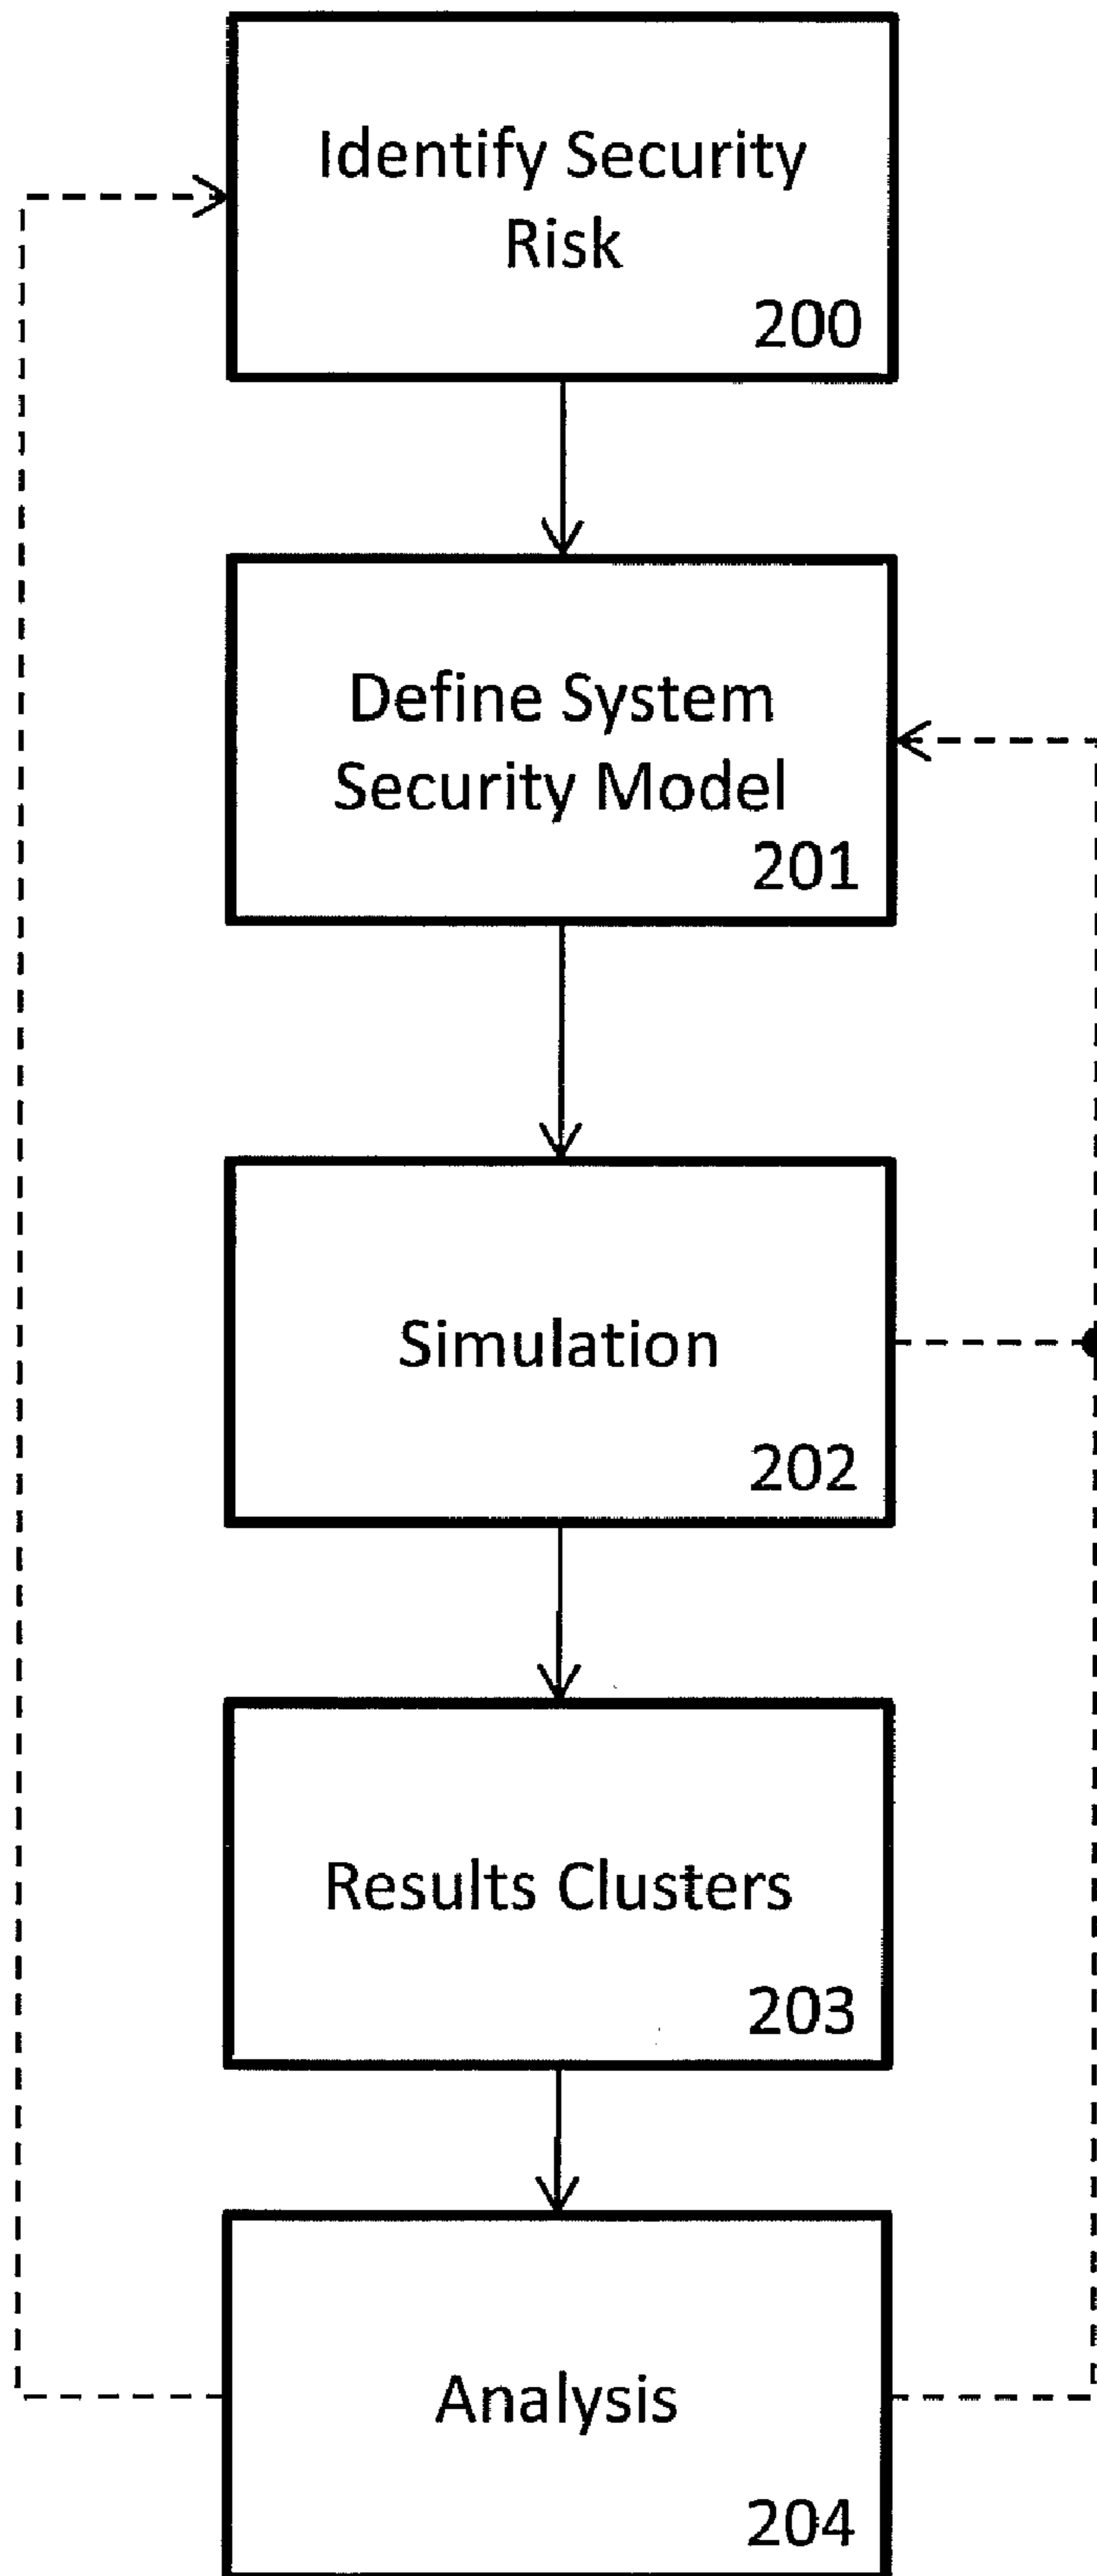 Identify Security
Risk
200
Define System
Security Model
201
Simulation
202
Results Clusters
203
Analysis
204